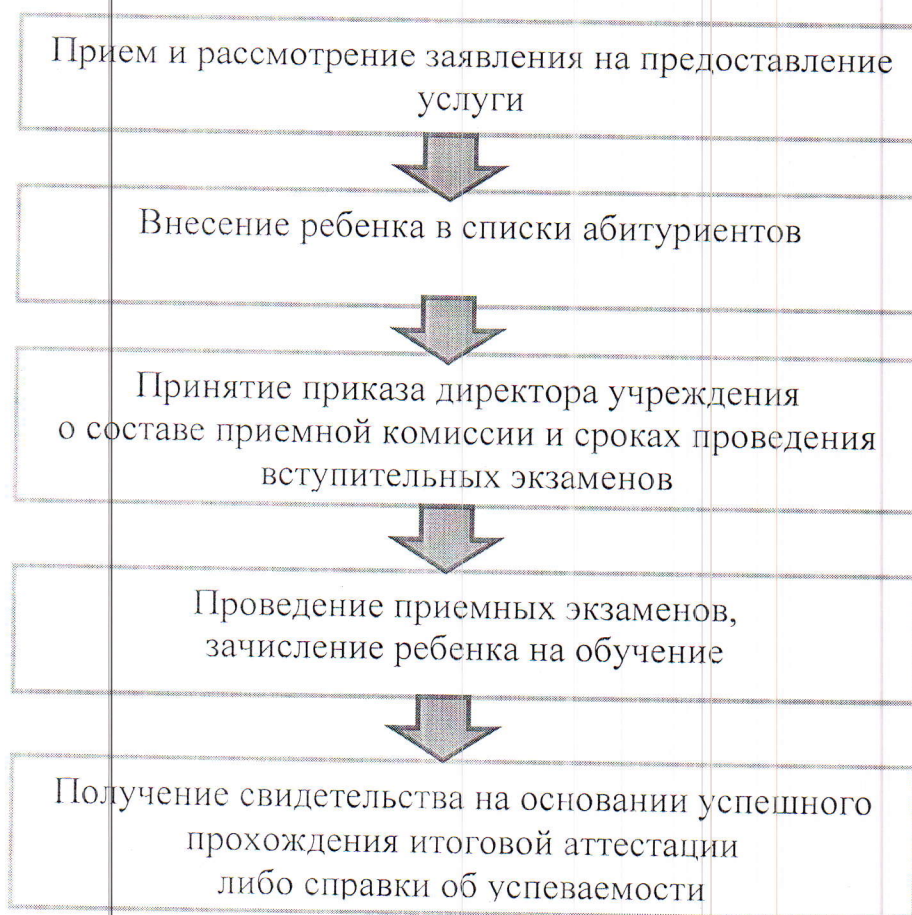 Прием и рассмотрение заявления на предоставление
услуги
Внесение ребенка в списки абитуриентов
Принятие приказа директора учреждения
о составе приемной комиссии и сроках проведения
вступительных экзаменов
Проведение приемных экзаменов,
зачисление ребенка на обучение
Получение свидетельства на основании успешного
прохождения итоговой аттестации
либо справки об успеваемости